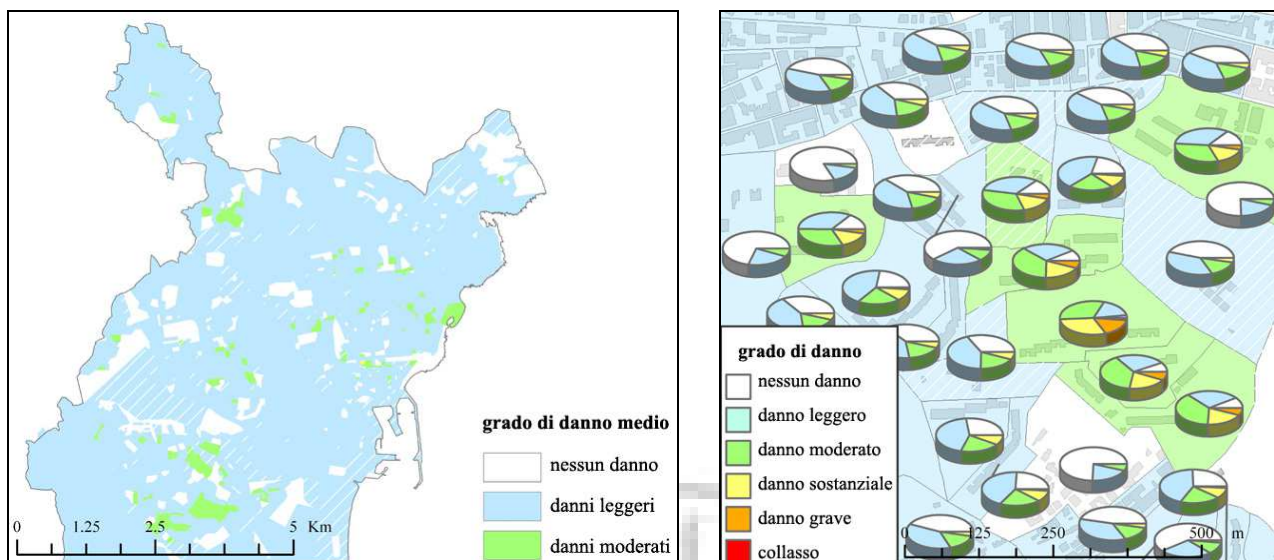 grado di danno medio
nessun danno
danni leggeri
danni moderati
0 1.25 2.5 5 Km
grado di danno
nessun danno
danno leggero
danno moderato
danno sostanziale
danno grave
collasso
0 125 250 500 m